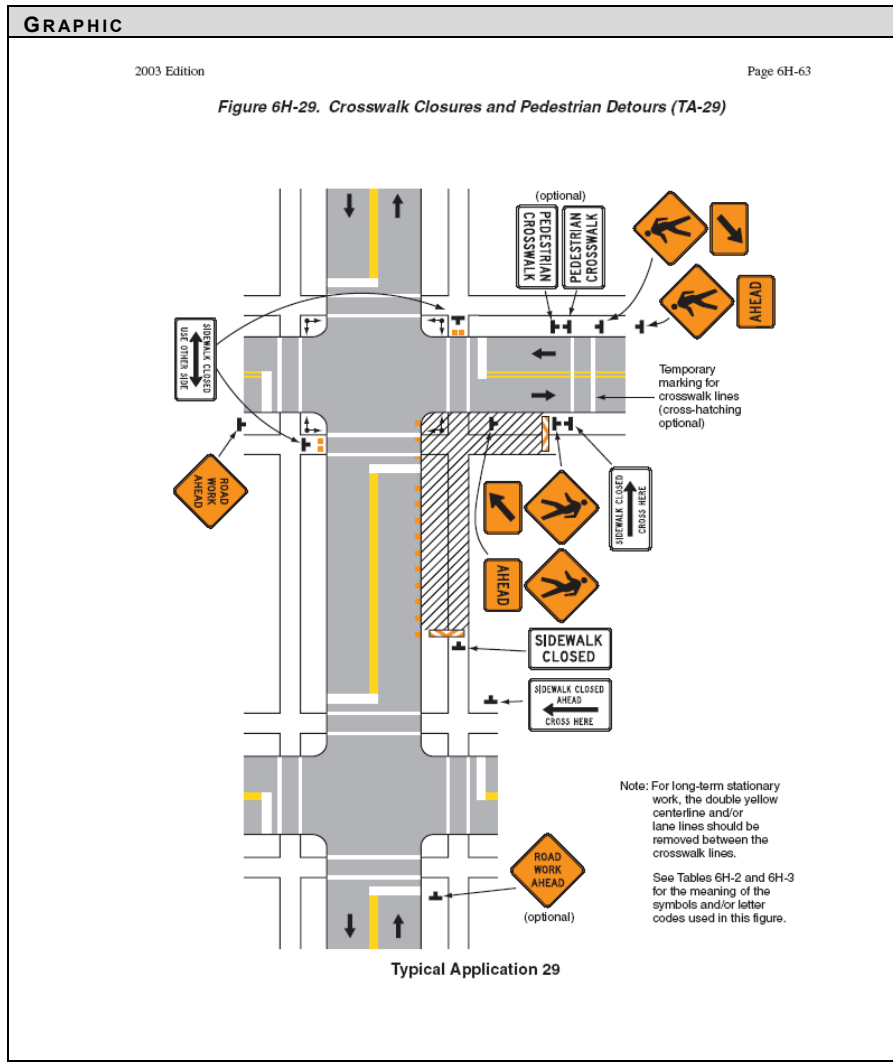 GRAPHIC
2003 Edition
Page 6H-63
Figure 6H-29. Crosswalk Closures and Pedestrian Detours (TA-29)
(optional)
PEDESTRIAN
CROSSWALK
PEDESTRIAN
CROSSWALK
AHEAD
SIDEWALK CLOSED
USE OTHER SIDE
Temporary
marking for
crosswalk lines
(cross-hatching
optional)
ROAD
WORK
AHEAD
SIDEWALK CLOSED
CROSS HERE
AHEAD
SIDEWALK
CLOSED
SIDEWALK CLOSED
AHEAD
CROSS HERE
Note: For long-term stationary
work, the double yellow
centerline and/or
lane lines should be
removed between the
crosswalk lines.
See Tables 6H-2 and 6H-3
for the meaning of the
symbols and/or letter
codes used in this figure.
ROAD
WORK
AHEAD
(optional)
Typical Application 29